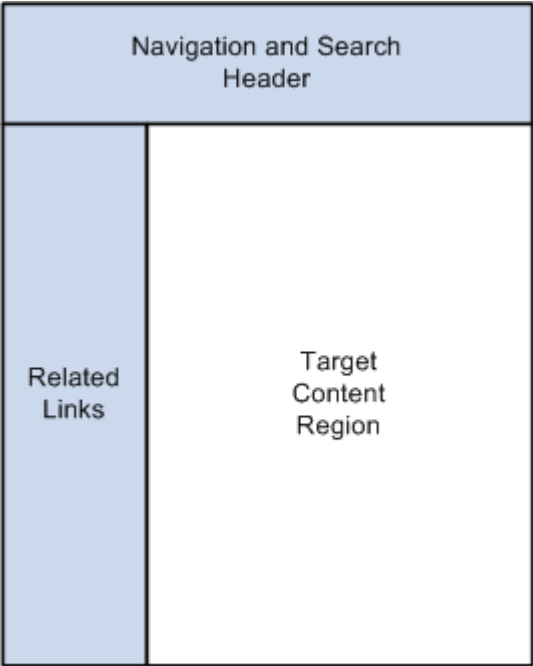 Navigation and Search
Header
Related
Links
Target
Content
Region